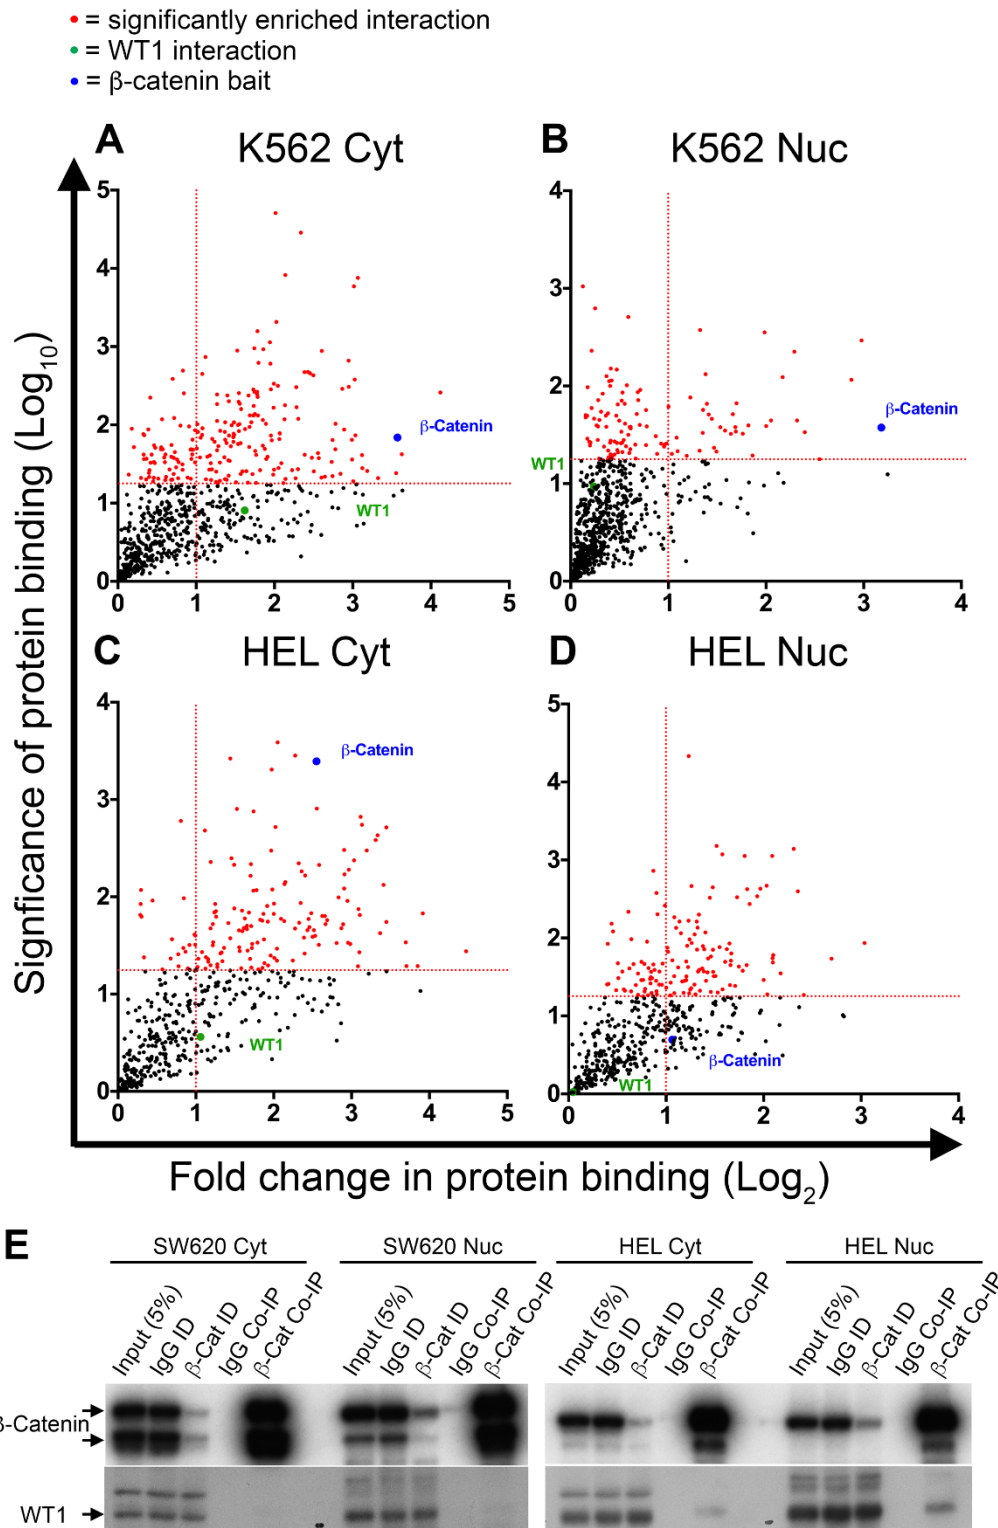 = significantly enriched interaction
= WT1 interaction
= β-catenin bait
A
K562 Cyt
B
K562 Nuc
5
4
3
2
1
0
0 1 2 3 4 5
β-Catenin
WT1
4
3
2
1
0
0 1 2 3 4
β-Catenin
WT1
C
HEL Cyt
D
HEL Nuc
4
3
2
1
0
0 1 2 3 4 5
β-Catenin
WT1
5
4
3
2
1
0
0 1 2 3 4
β-Catenin
WT1
Signficance of protein binding (Log10)
Fold change in protein binding (Log2)
E
SW620 Cyt
SW620 Nuc
HEL Cyt
HEL Nuc
Input (5%)
IgG ID
β-Cat ID
IgG Co-IP
β-Cat Co-IP
Input (5%)
IgG ID
β-Cat ID
IgG Co-IP
β-Cat Co-IP
Input (5%)
IgG ID
β-Cat ID
IgG Co-IP
β-Cat Co-IP
Input (5%)
IgG ID
β-Cat ID
IgG Co-IP
β-Cat Co-IP
β-Catenin
WT1